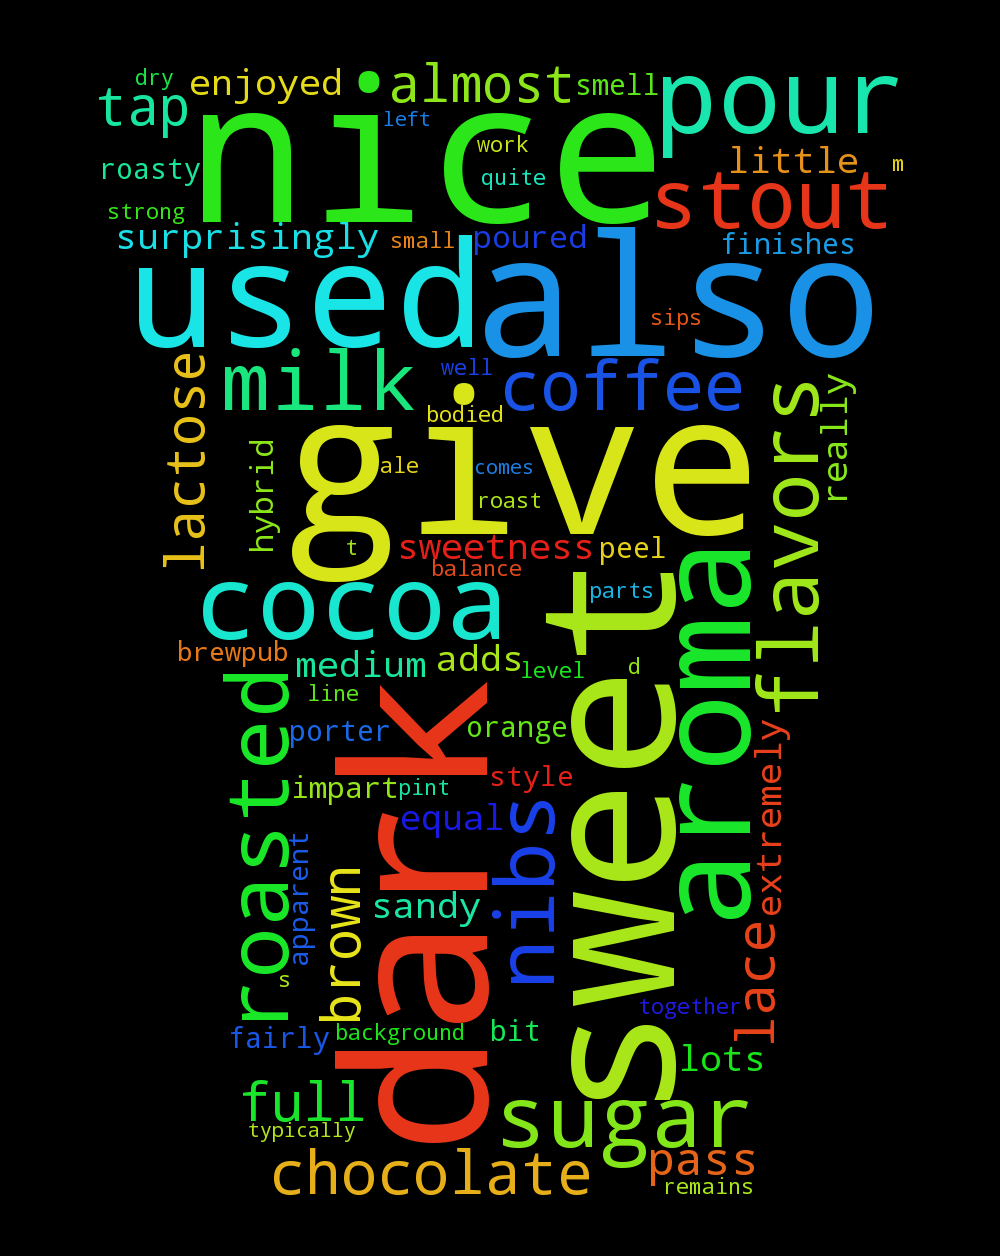 dry
enjoyed
almost
smell
pour
tap
nice
left
work
quite
little
m
roasty
strong
stout
surprisingly
small
poured
finishes
used
also
sips
lactose
milk
well
coffee
flavors
really
bodied
hybrid
give
ale
comes
roast
t
sweetness
peel
balance
parts
cocoa
sweet
aroma
brewpub
medium
adds
level
d
roasted
line
dark
porter
orange
extremely
style
impart
pint
equal
nibs
apparent
brown
sandy
lace
s
together
fairly
background
bit
lots
full
typically
sugar
chocolate
pass
remains